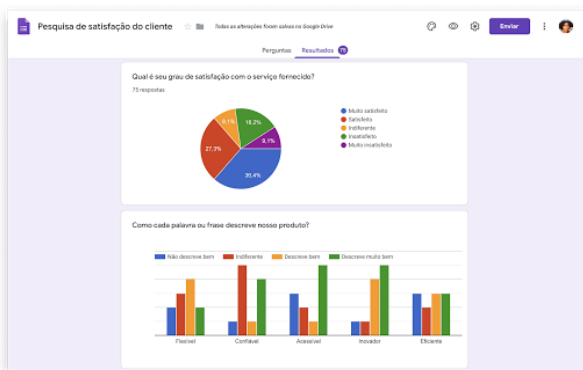 Pesquisa de satisfação do cliente
Todas as alterações foram salvas no Google Drive
Enviar
Perguntas Resultados 75
Qual é seu grau de satisfação com o serviço fornecido?
75 respostas
9,1%
18,2%
27,3%
9,1%
36,4%
Muito satisfeito
Satisfeito
Indiferente
Insatisfeito
Muito insatisfeito
Como cada palavra ou frase descreve nosso produto?
Não descreve bem Indiferente Descreve bem Descreve muito bem
Flexível Confiável Acessível Inovador Eficiente